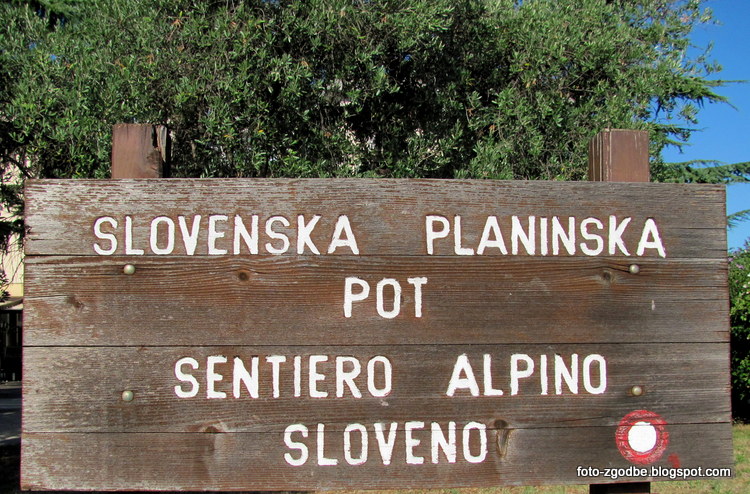 SLOVENSKA PLANINSKA
POT
SENTIERO ALPINO
SLOVENO
foto-zgodbe.blogspot.com